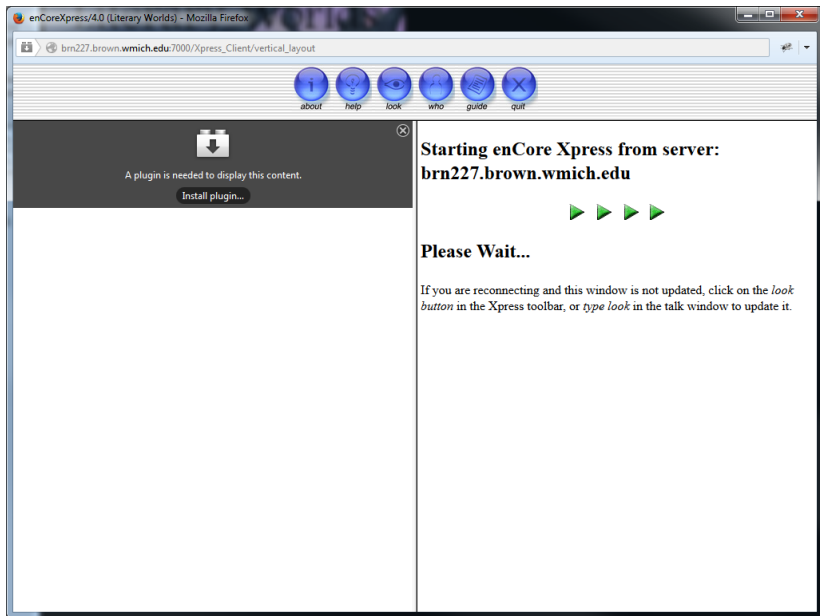 enCoreXpress/4.0 (Literary Worlds) - Mozilla Firefox
brn227.brown.wmich.edu:7000/Xpress_Client/vertical_layout
about help look who guide quit
A plugin is needed to display this content.
Install plugin...
Starting enCore Xpress from server:
brn227.brown.wmich.edu
Please Wait...
If you are reconnecting and this window is not updated, click on the look
button in the Xpress toolbar, or type look in the talk window to update it.